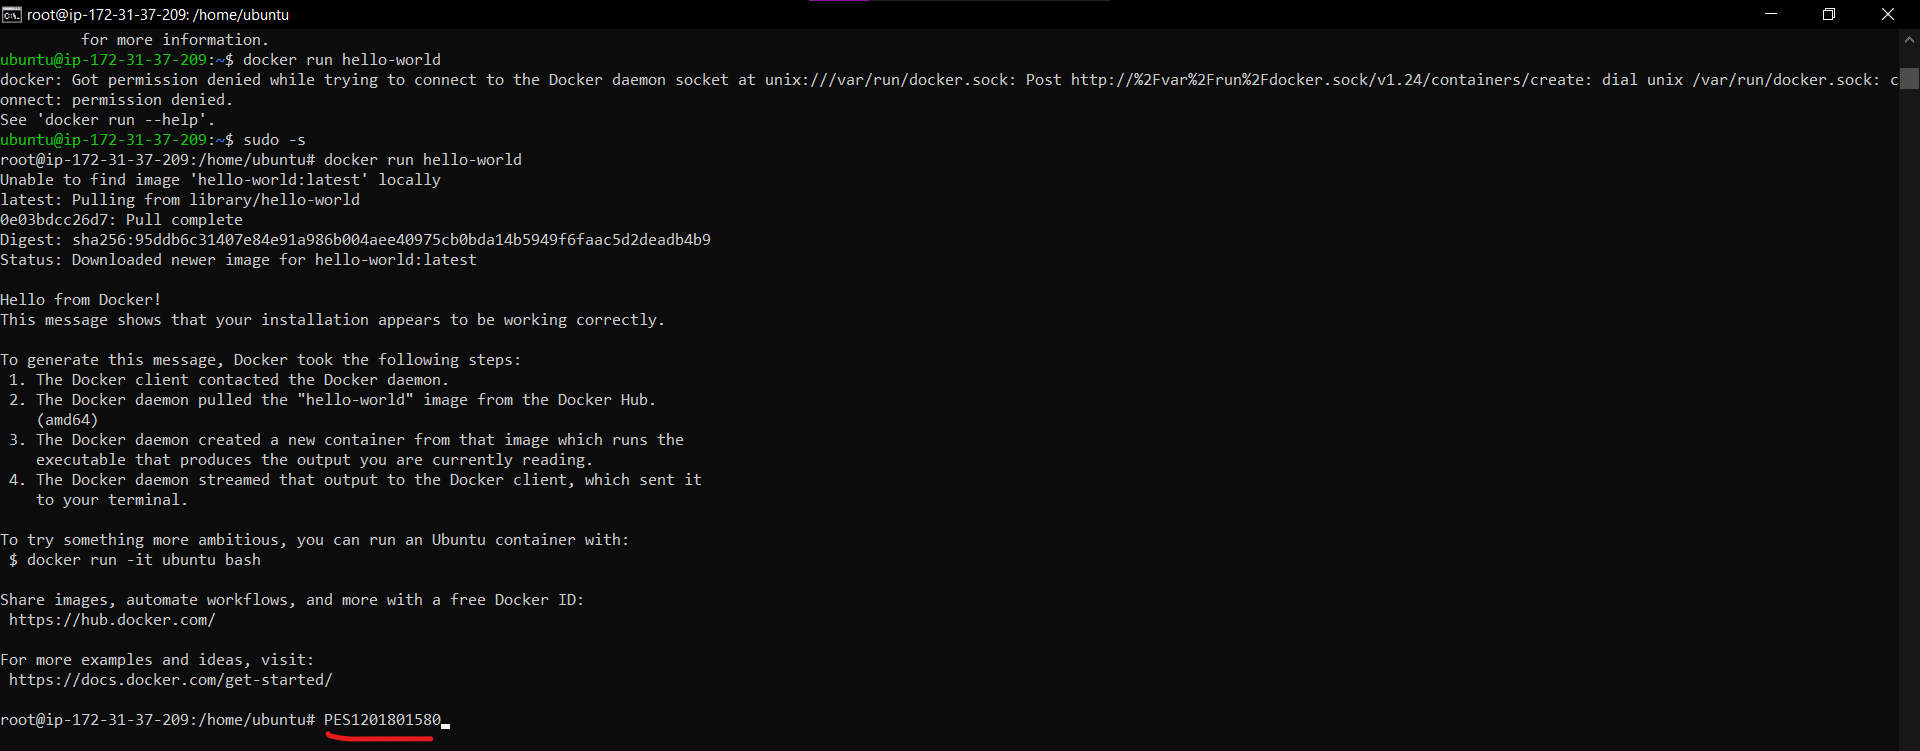 root@ip-172-31-37-209: /home/ubuntu
for more information.
ubuntu@ip-172-31-37-209:~$ docker run hello-world
docker: Got permission denied while trying to connect to the Docker daemon socket at unix:///var/run/docker.sock: Post http://%2Fvar%2Frun%2Fdocker.sock/v1.24/containers/create: dial unix /var/run/docker.sock: c
onnect: permission denied.
See 'docker run --help'.
ubuntu@ip-172-31-37-209:~$ sudo -s
root@ip-172-31-37-209:/home/ubuntu# docker run hello-world
Unable to find image 'hello-world:latest' locally
latest: Pulling from library/hello-world
0e03bdcc26d7: Pull complete
Digest: sha256:95ddb6c31407e84e91a986b004aee40975cb0bda14b5949f6faac5d2deadb4b9
Status: Downloaded newer image for hello-world:latest

Hello from Docker!
This message shows that your installation appears to be working correctly.

To generate this message, Docker took the following steps:
 1. The Docker client contacted the Docker daemon.
 2. The Docker daemon pulled the "hello-world" image from the Docker Hub.
    (amd64)
 3. The Docker daemon created a new container from that image which runs the
    executable that produces the output you are currently reading.
 4. The Docker daemon streamed that output to the Docker client, which sent it
    to your terminal.

To try something more ambitious, you can run an Ubuntu container with:
 $ docker run -it ubuntu bash

Share images, automate workflows, and more with a free Docker ID:
 https://hub.docker.com/

For more examples and ideas, visit:
 https://docs.docker.com/get-started/

root@ip-172-31-37-209:/home/ubuntu# PES1201801580